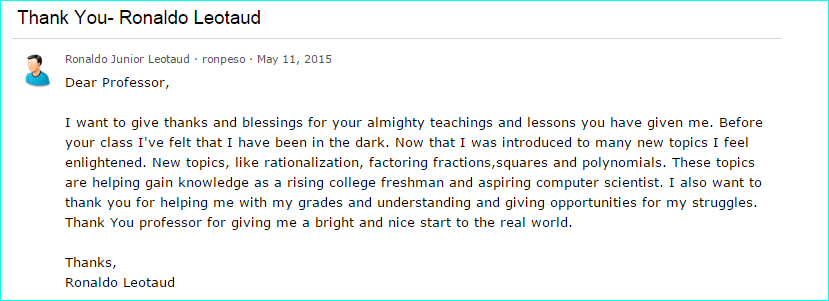 Thank You- Ronaldo Leotaud
Ronaldo Junior Leotaud · ronpeso · May 11, 2015
Dear Professor,
I want to give thanks and blessings for your almighty teachings and lessons you have given me. Before
your class I've felt that I have been in the dark. Now that I was introduced to many new topics I feel
enlightened. New topics, like rationalization, factoring fractions,squares and polynomials. These topics
are helping gain knowledge as a rising college freshman and aspiring computer scientist. I also want to
thank you for helping me with my grades and understanding and giving opportunities for my struggles.
Thank You professor for giving me a bright and nice start to the real world.
Thanks,
Ronaldo Leotaud